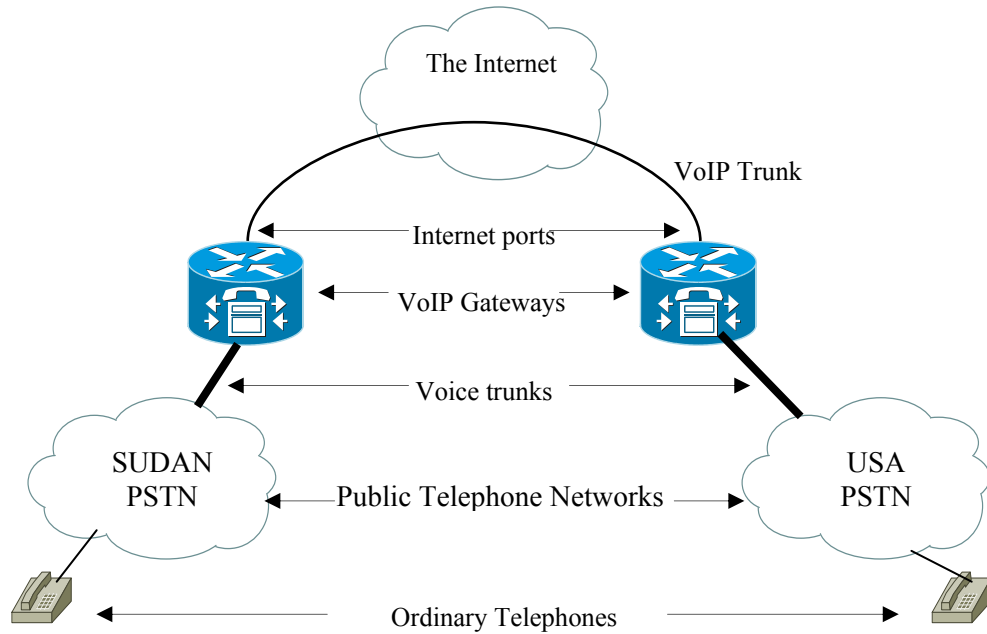 The Internet
VoIP Trunk
Internet ports
VoIP Gateways
Voice trunks
SUDAN
PSTN
Public Telephone Networks
USA
PSTN
Ordinary Telephones